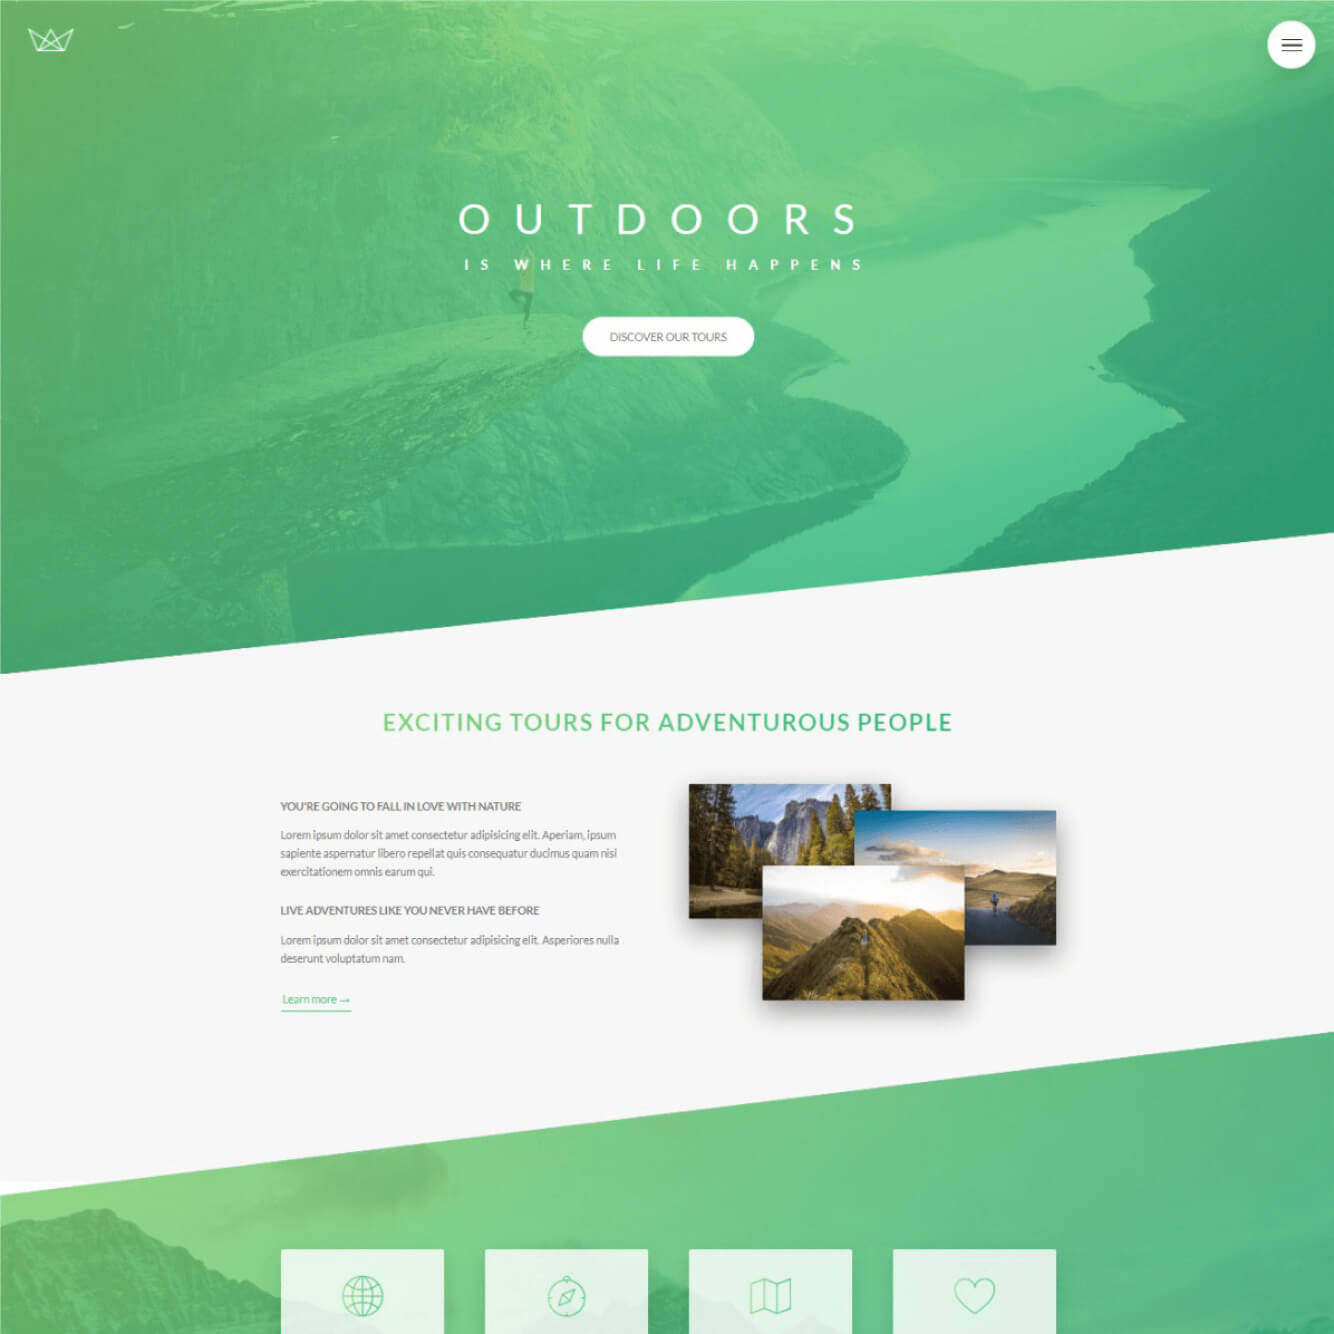 OUTDOORS
IS WHERE LIFE HAPPENS
DISCOVER OUR TOURS
EXCITING TOURS FOR ADVENTUROUS PEOPLE
YOU'RE GOING TO FALL IN LOVE WITH NATURE
Lorem ipsum dolor sit amet consectetur adipisicing elit. Aperiam, ipsum
sapiente aspernatur libero repellat quis consequatur ducimus quam nisi
exercitationem omnis earum qui.
LIVE ADVENTURES LIKE YOU NEVER HAVE BEFORE
Lorem ipsum dolor sit amet consectetur adipisicing elit. Asperiores nulla
deserunt voluptatum nam.
Learn more →